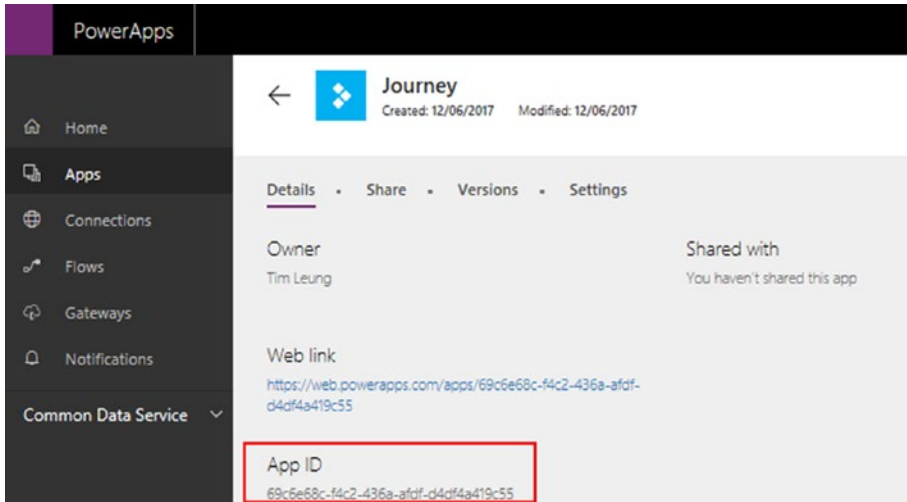 PowerApps
Home
Apps
Connections
Flows
Gateways
Notifications
Common Data Service
Journey
Created: 12/06/2017 Modified: 12/06/2017
Details • Share • Versions • Settings
Owner
Tim Leung
Shared with
You haven't shared this app
Web link
https://web.powerapps.com/apps/69c6e68c-f4c2-436a-afdf-
d4df4a419c55
App ID
69c6e68c-f4c2-436a-afdf-d4df4a419c55